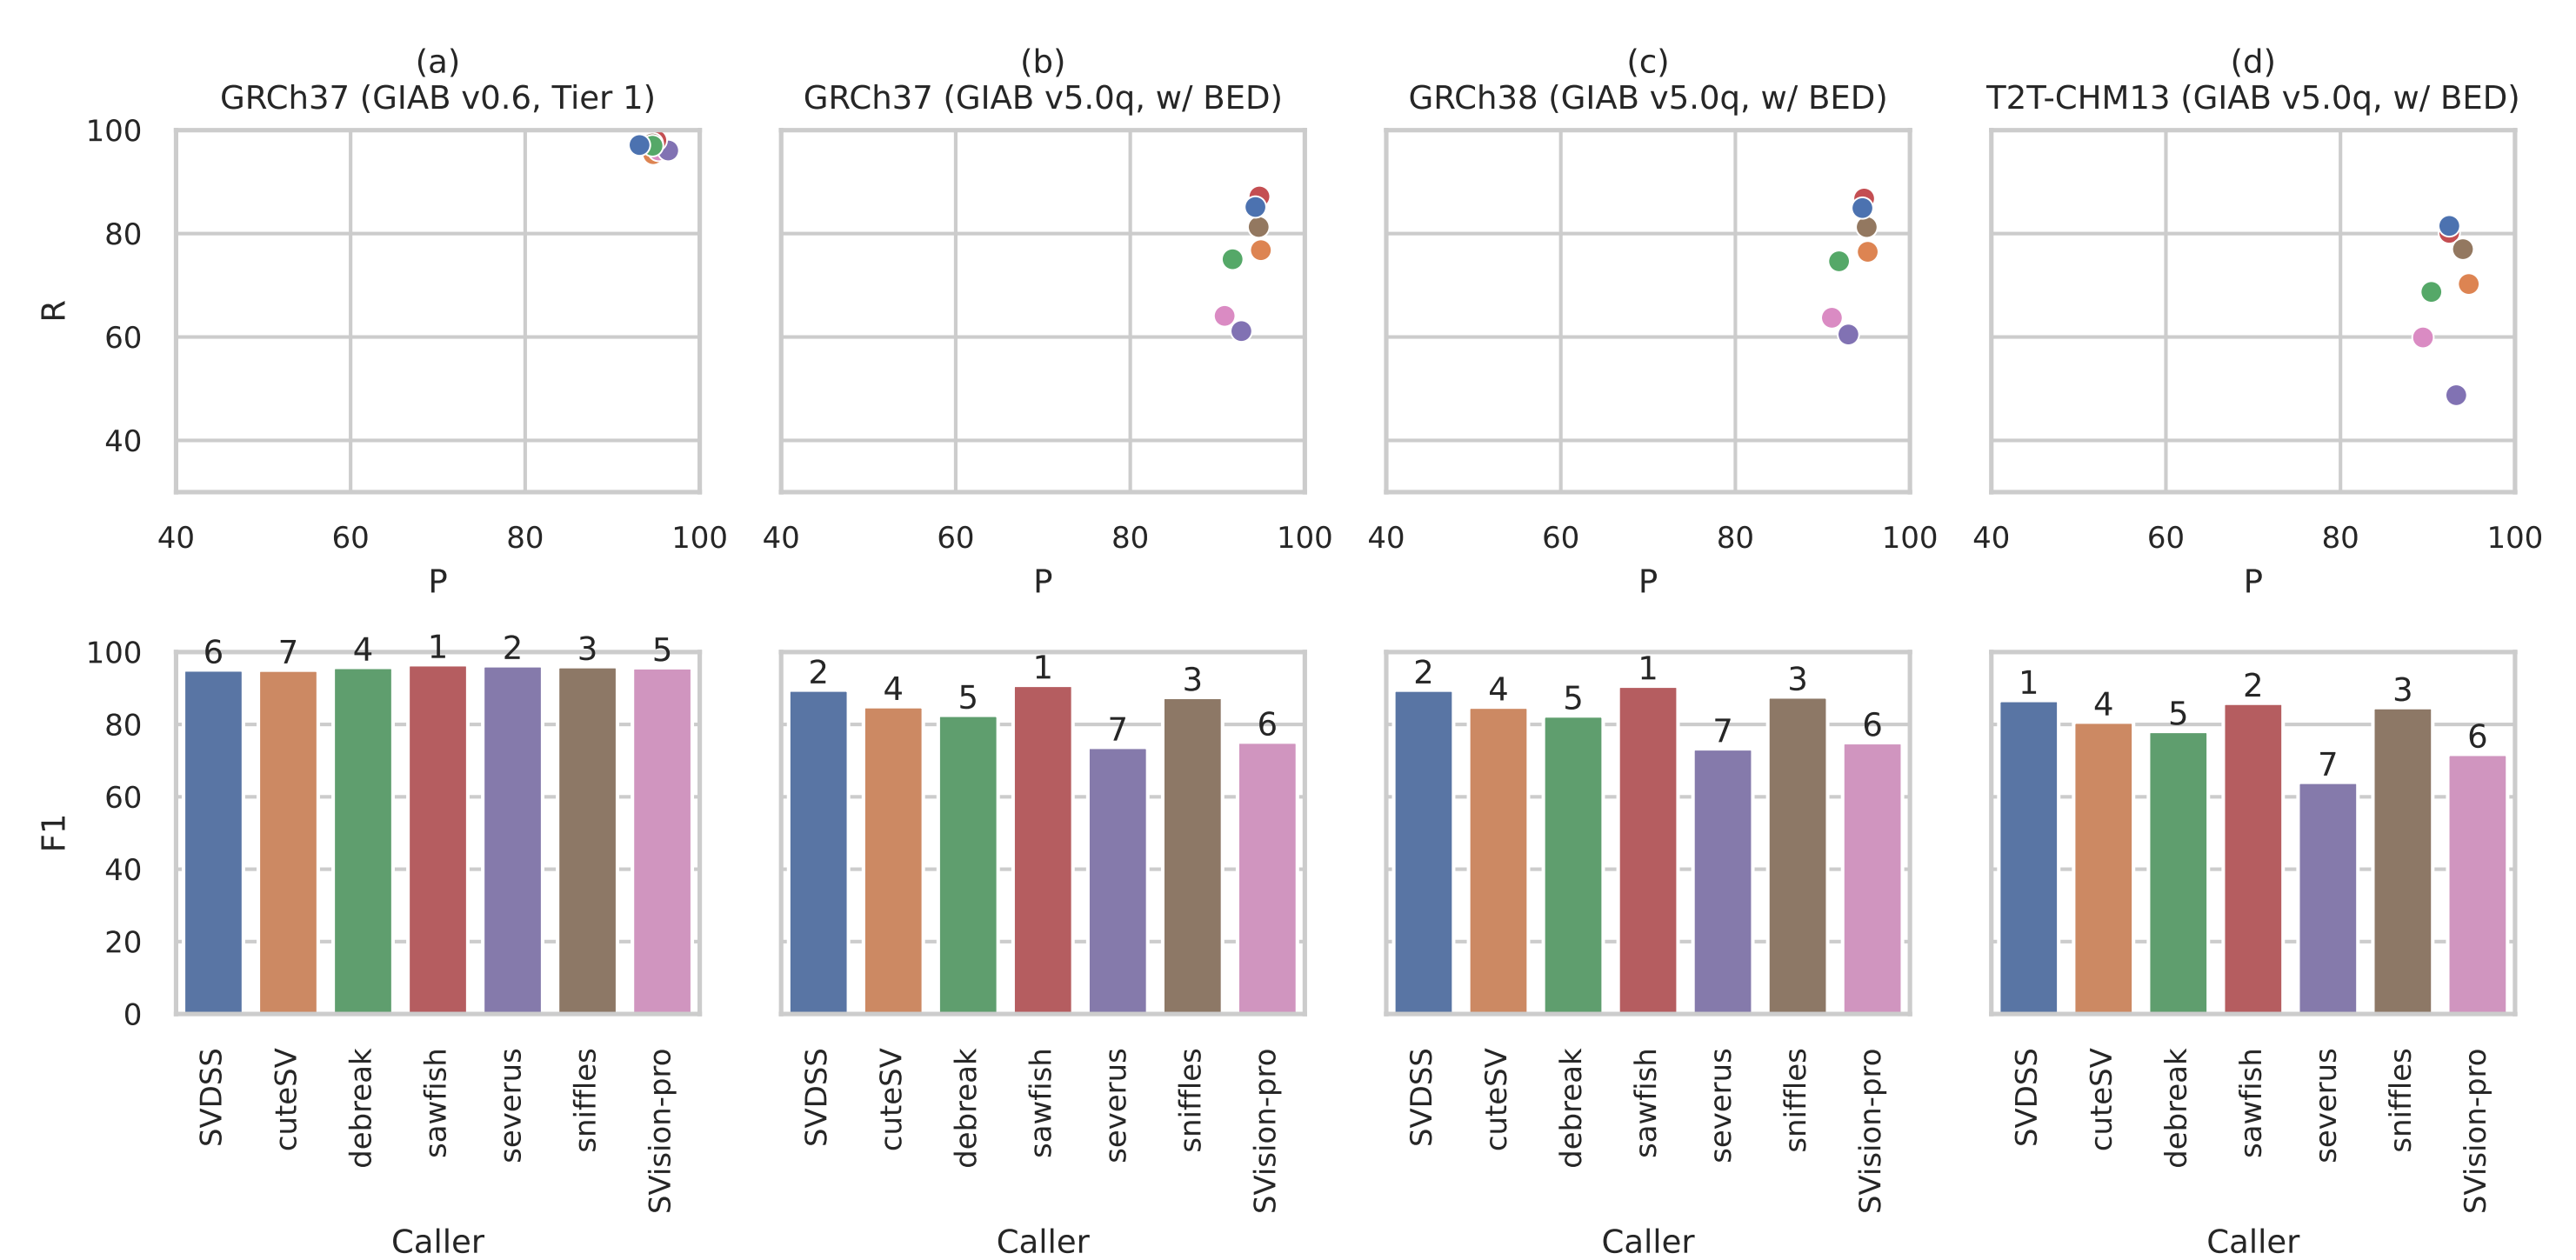 (a)
GRCh37 (GIAB v0.6, Tier 1)
(b)
GRCh37 (GIAB v5.0q, w/ BED)
(c)
GRCh38 (GIAB v5.0q, w/ BED)
(d)
T2T-CHM13 (GIAB v5.0q, w/ BED)
100
80
60
40
R
40 60 80 100
P
40 60 80 100
P
40 60 80 100
P
40 60 80 100
P
100
80
60
40
20
0
F1
6 7 4 1 2 3 5
2 4 5 1 7 3 6
2 4 5 1 7 3 6
1 4 5 2 7 3 6
SVDSS
cuteSV
debreak
sawfish
severus
sniffles
SVision-pro
Caller
SVDSS
cuteSV
debreak
sawfish
severus
sniffles
SVision-pro
Caller
SVDSS
cuteSV
debreak
sawfish
severus
sniffles
SVision-pro
Caller
SVDSS
cuteSV
debreak
sawfish
severus
sniffles
SVision-pro
Caller